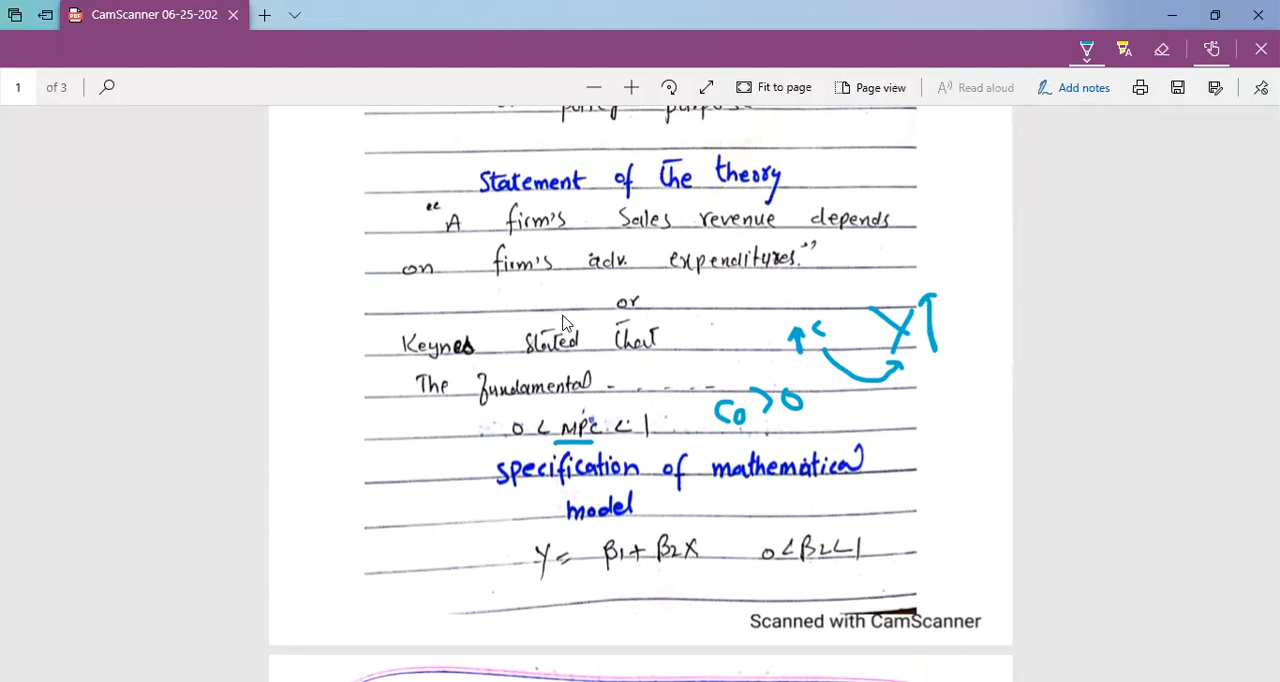 CamScanner 06-25-202
1 of 3
Fit to page
Page view
Read aloud
Add notes
Statement of the theory
"A firm's Sales revenue depends
on firm's adv. expenditures."
or
Keynes stated that
The fundamental - - - - - -
0 < MPC < 1
↑ C Y ↑
C0 > 0
specification of mathematical
model
Y = β1 + β2X 0<β2<1
Scanned with CamScanner